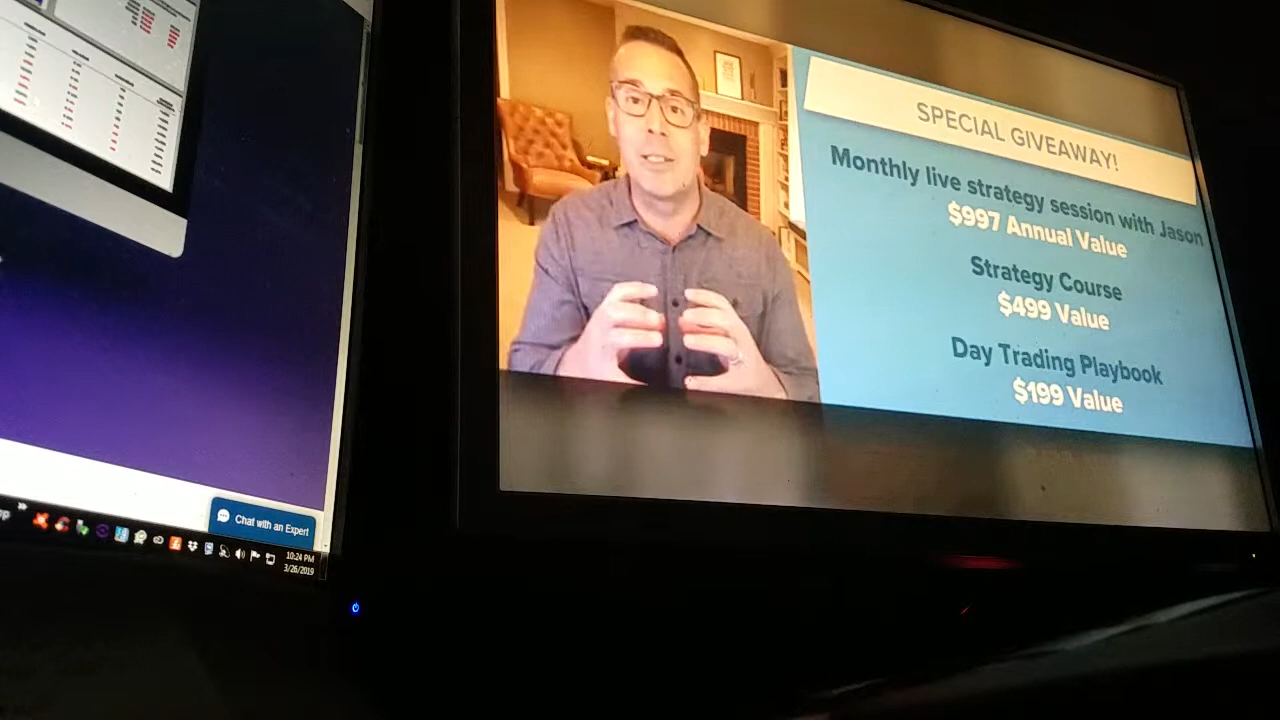 SPECIAL GIVEAWAY!
Monthly live strategy session with Jason
$997 Annual Value
Strategy Course
$499 Value
Day Trading Playbook
$199 Value
Chat with an Expert
10:24 PM
3/26/2019